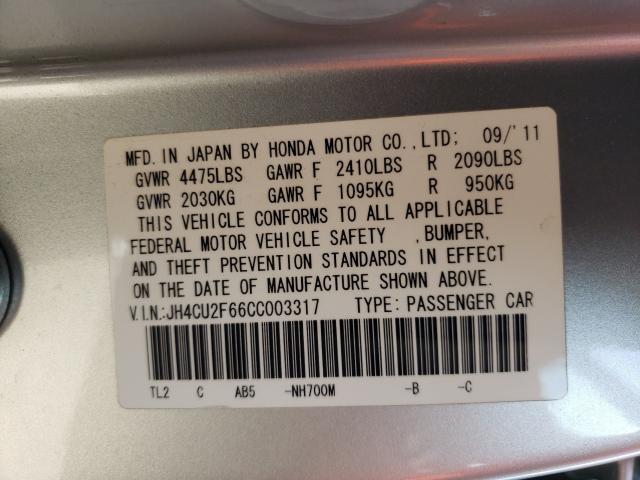 MFD. IN JAPAN BY HONDA MOTOR CO.,LTD; 09/'11
GVWR 4475LBS GAWR F 2410LBS R 2090LBS
GVWR 2030KG GAWR F 1095KG R 950KG
THIS VEHICLE CONFORMS TO ALL APPLICABLE
FEDERAL MOTOR VEHICLE SAFETY ,BUMPER,
AND THEFT PREVENTION STANDARDS IN EFFECT
ON THE DATE OF MANUFACTURE SHOWN ABOVE.
V.I.N.:JH4CU2F66CC003317 TYPE: PASSENGER CAR
TL2 C AB5 -NH700M -B -C